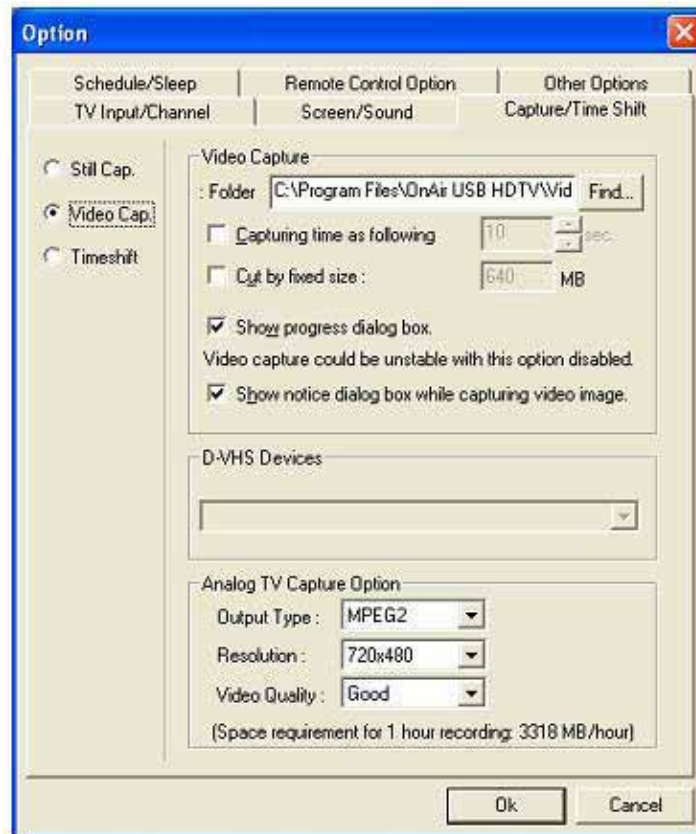 Option
Schedule/Sleep Remote Control Option Other Options
TV Input/Channel Screen/Sound Capture/Time Shift
Still Cap.
Video Cap.
Timeshift
Video Capture
: Folder C:\Program Files\OnAir USB HDTV\Vid Find...
Capturing time as following 10 sec.
Cut by fixed size : 640 MB
Show progress dialog box.
Video capture could be unstable with this option disabled.
Show notice dialog box while capturing video image.
D-VHS Devices
Analog TV Capture Option
Output Type : MPEG2
Resolution : 720x480
Video Quality : Good
(Space requirement for 1 hour recording: 3318 MB/hour)
Ok Cancel